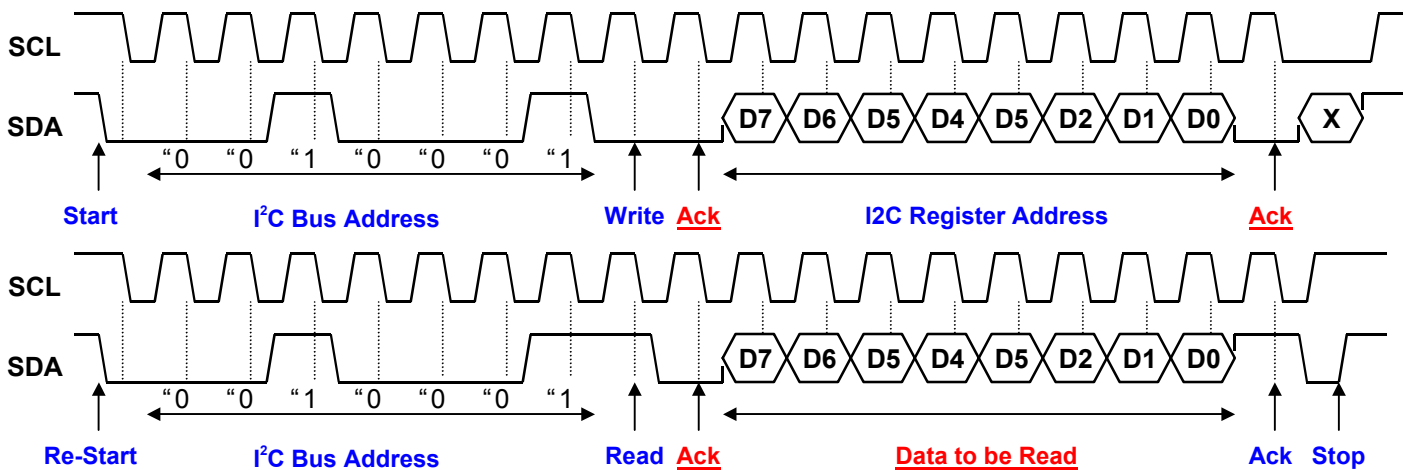 SCL
SDA D7 D6 D5 D4 D5 D2 D1 D0 X
“0 “0 “1 “0 “0 “0 “1
Start I²C Bus Address Write Ack I2C Register Address Ack
SCL
SDA D7 D6 D5 D4 D5 D2 D1 D0
“0 “0 “1 “0 “0 “0 “1
Re-Start I²C Bus Address Read Ack Data to be Read Ack Stop